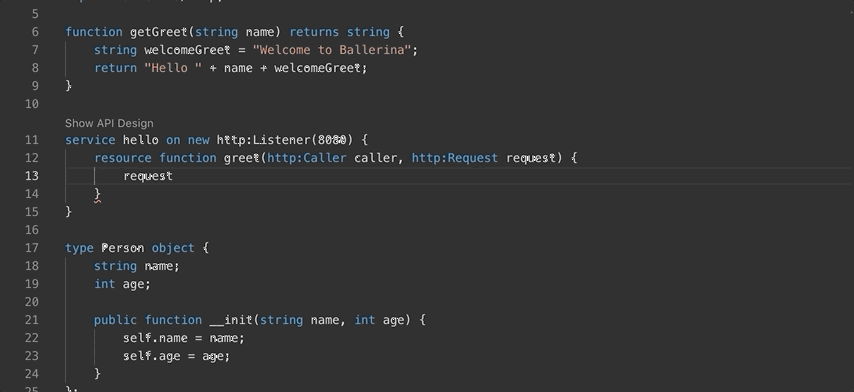 5
6 function getGreet(string name) returns string {
7 string welcomeGreet = "Welcome to Ballerina";
8 return "Hello " + name + welcomeGreet;
9 }
10
Show API Design
11 service hello on new http:Listener(8080) {
12 resource function greet(http:Caller caller, http:Request request) {
13 request
14 }
15 }
16
17 type Person object {
18 string name;
19 int age;
20
21 public function __init(string name, int age) {
22 self.name = name;
23 self.age = age;
24 }
25 };